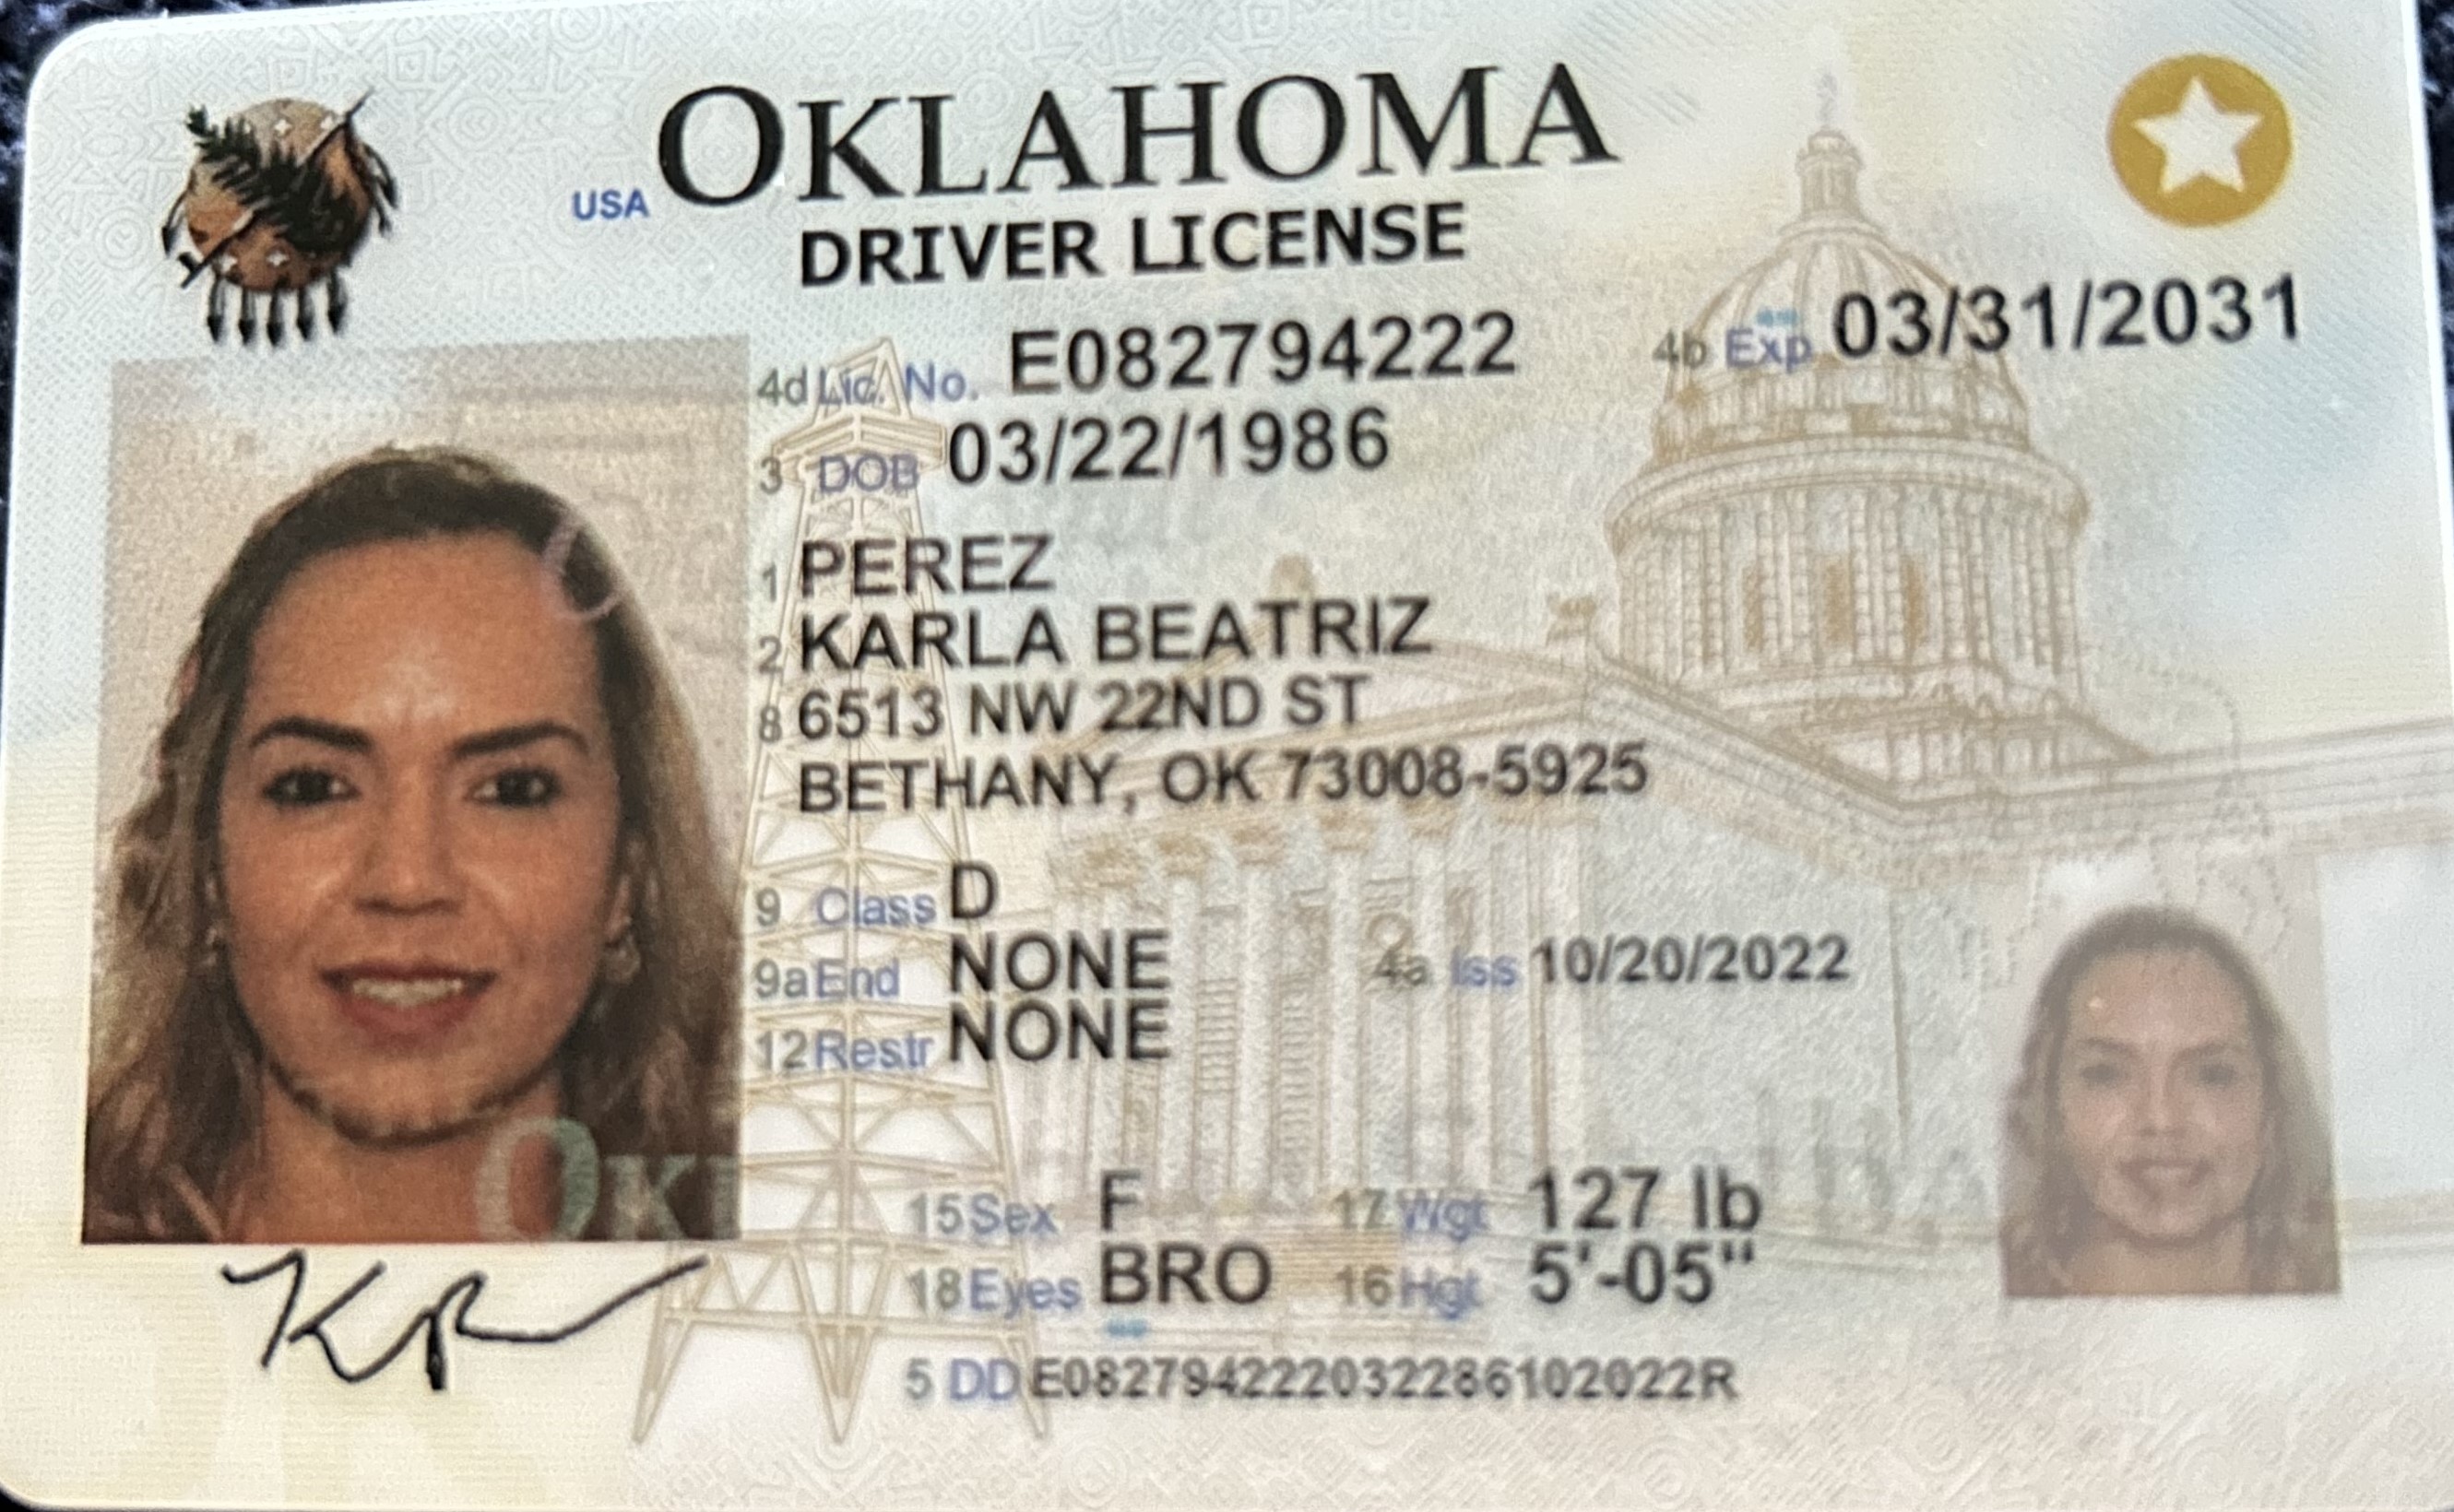 USA OKLAHOMA
DRIVER LICENSE
4d Lic. No. E082794222 4b Exp 03/31/2031
3 DOB 03/22/1986
1 PEREZ
2 KARLA BEATRIZ
8 6513 NW 22ND ST
BETHANY, OK 73008-5925
9 Class D
9a End NONE 4a Iss 10/20/2022
12 Restr NONE
OKL
15 Sex F 17 Wgt 127 lb
18 Eyes BRO 16 Hgt 5'-05"
5 DD E082794222032286102022R